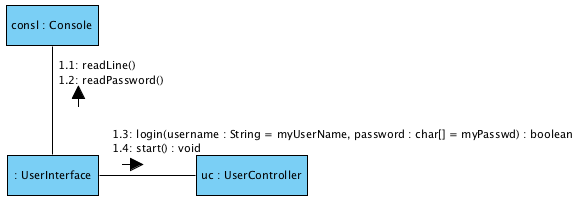 consl : Console
1.1: readLine()
1.2: readPassword()
1.3: login(username : String = myUserName, password : char[] = myPasswd) : boolean
1.4: start() : void
: UserInterface
uc : UserController